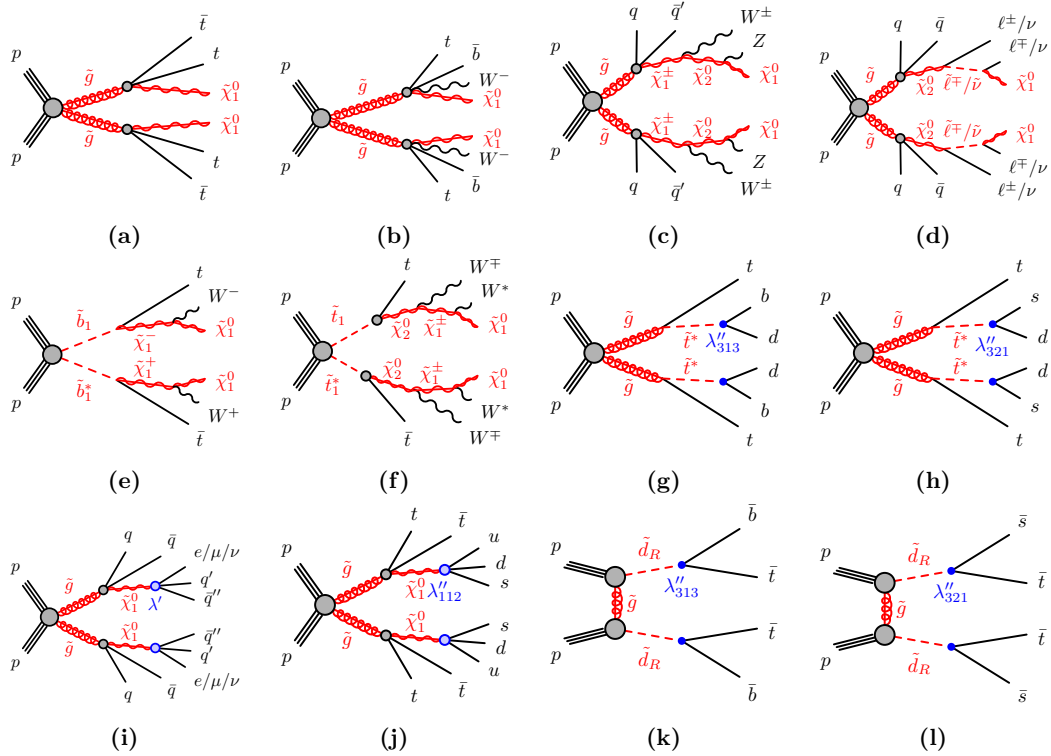 p
p
g̃
g̃
t̄
t
χ̃₁⁰
χ̃₁⁰
t
t̄
(a)
p
p
g̃
g̃
t
b̄
W⁻
χ̃₁⁰
χ̃₁⁰
W⁻
b̄
t
(b)
p
p
g̃
g̃
q
q̄′
χ̃₁±
χ̃₂⁰
W±
Z
χ̃₁⁰
χ̃₁±
χ̃₂⁰
χ̃₁⁰
Z
W±
q
q̄′
(c)
p
p
g̃
g̃
q
q̄
ℓ±/ν
ℓ∓/ν
χ̃₂⁰
ℓ̃∓/ν̃
χ̃₁⁰
χ̃₂⁰
ℓ̃∓/ν̃
χ̃₁⁰
ℓ∓/ν
ℓ±/ν
q
q̄
(d)
p
p
b̃₁
b̃₁*
t
W⁻
χ̃₁⁻
χ̃₁⁰
χ̃₁⁺
χ̃₁⁰
W⁺
t̄
(e)
p
p
t̃₁
t̃₁*
t
W∓
W*
χ̃₂⁰
χ̃₁±
χ̃₁⁰
χ̃₂⁰
χ̃₁±
χ̃₁⁰
W*
W∓
t̄
(f)
p
p
g̃
g̃
t
b
d
t̃*
λ″₃₁₃
t̃*
d
b
t
(g)
p
p
g̃
g̃
t
s
d
t̃*
λ″₃₂₁
t̃*
d
s
t
(h)
p
p
g̃
g̃
q
q̄
e/μ/ν
q′
q̄″
χ̃₁⁰
λ′
χ̃₁⁰
q̄″
q′
e/μ/ν
q
q̄
(i)
p
p
g̃
g̃
t
t̄
u
d
s
χ̃₁⁰
λ″₁₁₂
χ̃₁⁰
s
d
u
t
t̄
(j)
p
p
g̃
d̃_R
λ″₃₁₃
b̄
t̄
d̃_R
t̄
b̄
(k)
p
p
g̃
d̃_R
λ″₃₂₁
s̄
t̄
d̃_R
t̄
s̄
(l)